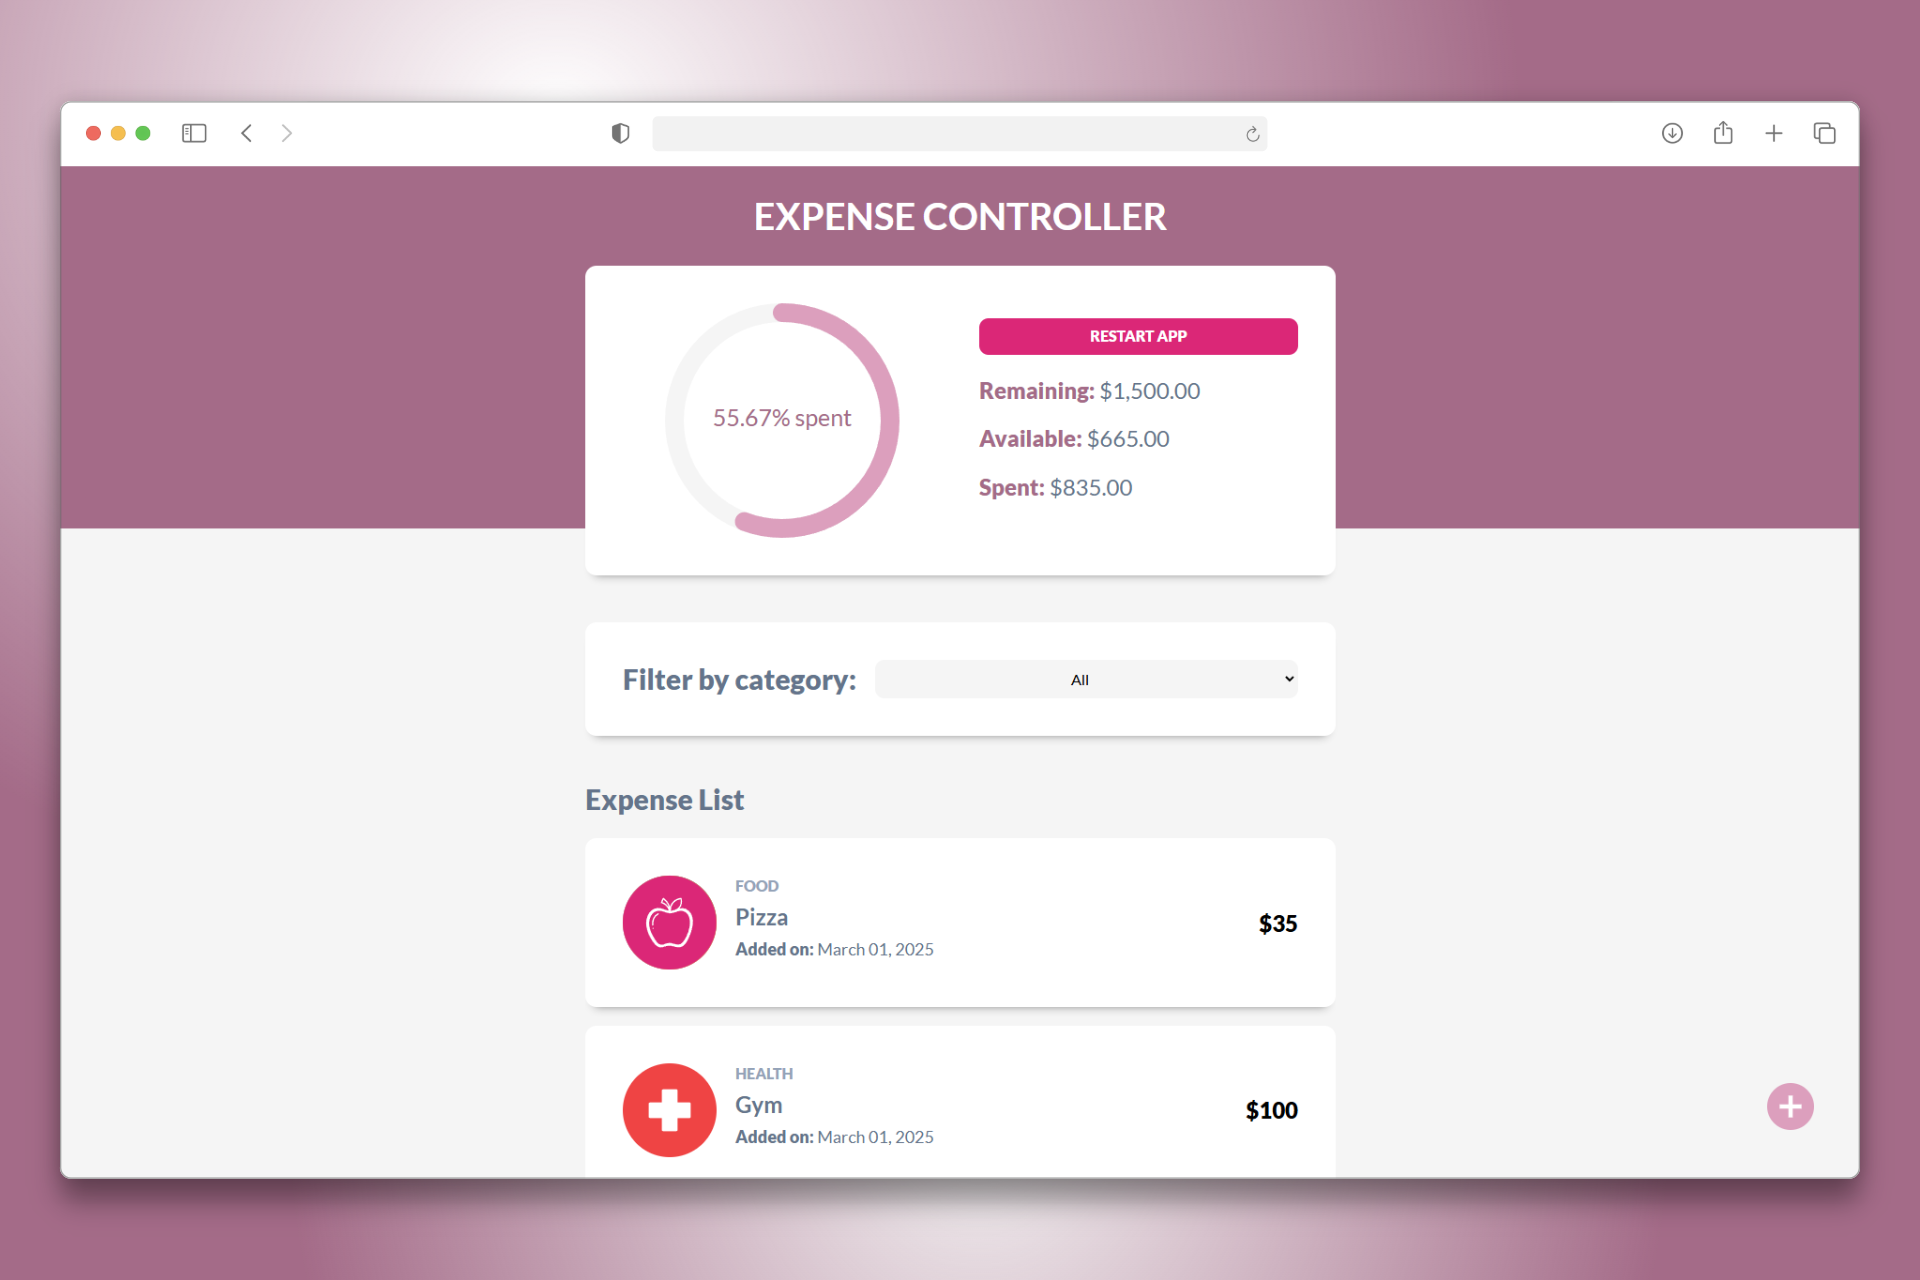 EXPENSE CONTROLLER
55.67% spent
RESTART APP
Remaining: $1,500.00
Available: $665.00
Spent: $835.00
Filter by category:
All
Expense List
FOOD
Pizza
Added on: March 01, 2025
$35
HEALTH
Gym
Added on: March 01, 2025
$100